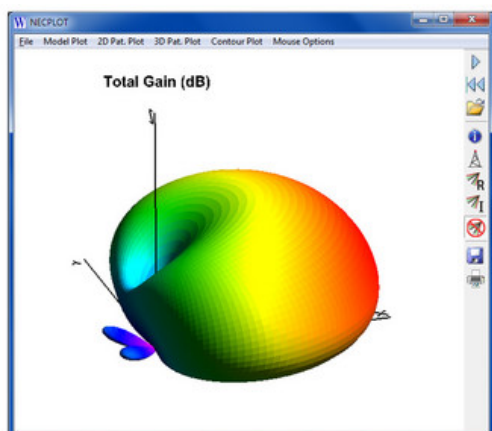 NECPLOT
File Model Plot 2D Pat. Plot 3D Pat. Plot Contour Plot Mouse Options
Total Gain (dB)
R
I